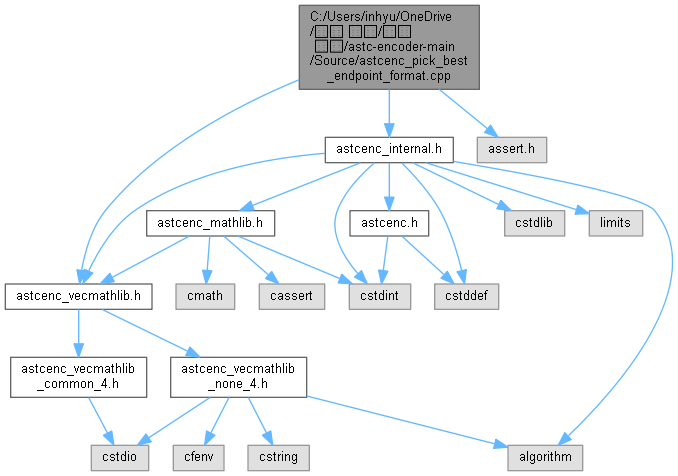 C:/Users/inhyu/OneDrive
/astc-encoder-main
/Source/astcenc_pick_best
_endpoint_format.cpp
astcenc_internal.h
assert.h
astcenc_mathlib.h
astcenc.h
cstdlib
limits
astcenc_vecmathlib.h
cmath
cassert
cstdint
cstddef
astcenc_vecmathlib
_common_4.h
astcenc_vecmathlib
_none_4.h
cstdio
cfenv
cstring
algorithm